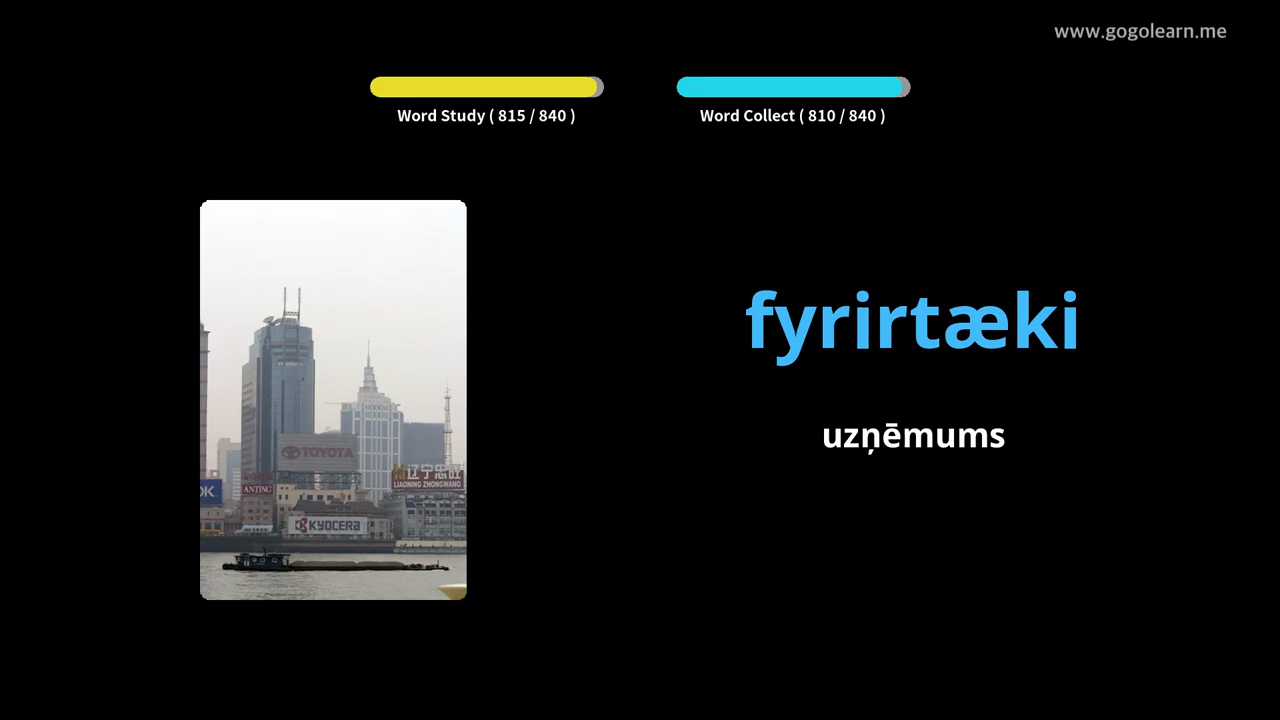 www.gogolearn.me
Word Study ( 815 / 840 )
Word Collect ( 810 / 840 )
fyrirtæki
uzņēmums
TOYOTA
辽宁忠旺
LIAONING ZHONGWANG
OK
ANTING
KYOCERA